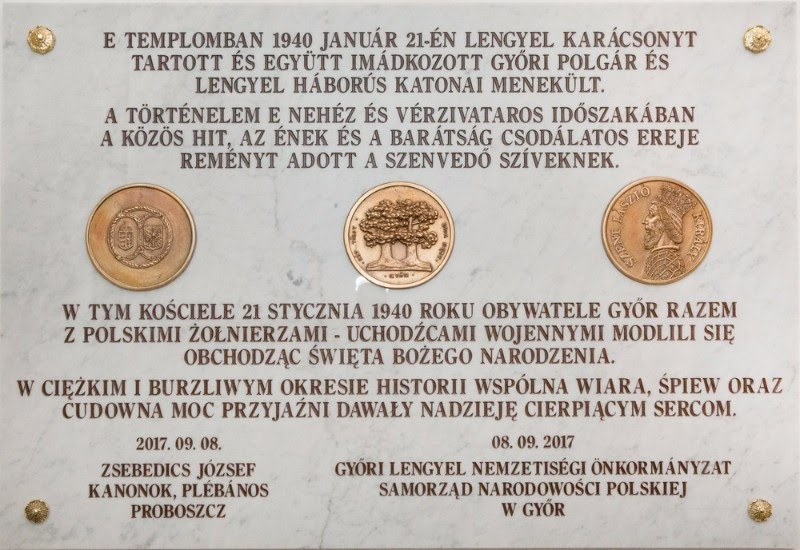 E TEMPLOMBAN 1940 JANUÁR 21-ÉN LENGYEL KARÁCSONYT
TARTOTT ÉS EGYÜTT IMÁDKOZOTT GYŐRI POLGÁR ÉS
LENGYEL HÁBORÚS KATONAI MENEKÜLT.
A TÖRTÉNELEM E NEHÉZ ÉS VÉRZIVATAROS IDŐSZAKÁBAN
A KÖZÖS HIT, AZ ÉNEK ÉS A BARÁTSÁG CSODÁLATOS EREJE
REMÉNYT ADOTT A SZENVEDŐ SZÍVEKNEK.
GYŐR
SZENT LÁSZLÓ KIRÁLY
W TYM KOŚCIELE 21 STYCZNIA 1940 ROKU OBYWATELE GYŐR RAZEM
Z POLSKIMI ŻOŁNIERZAMI - UCHODŹCAMI WOJENNYMI MODLILI SIĘ
OBCHODZĄC ŚWIĘTA BOŻEGO NARODZENIA.
W CIĘŻKIM I BURZLIWYM OKRESIE HISTORII WSPÓLNA WIARA, ŚPIEW ORAZ
CUDOWNA MOC PRZYJAŹNI DAWAŁY NADZIEJĘ CIERPIĄCYM SERCOM.
2017. 09. 08.
ZSEBEDICS JÓZSEF
KANONOK, PLÉBÁNOS
PROBOSZCZ
08. 09. 2017
GYŐRI LENGYEL NEMZETISÉGI ÖNKORMÁNYZAT
SAMORZĄD NARODOWOŚCI POLSKIEJ
W GYŐR